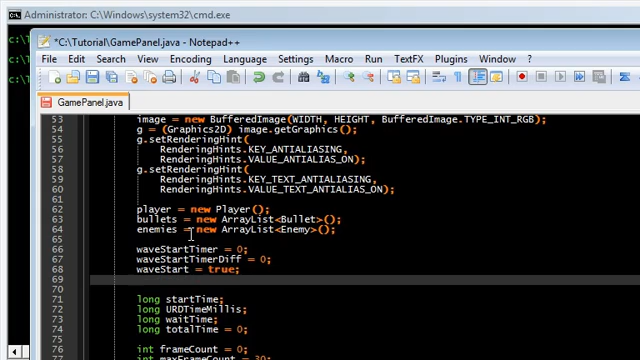 Administrator: C:\Windows\system32\cmd.exe
*C:\Tutorial\GamePanel.java - Notepad++
File Edit Search View Encoding Language Settings Macro Run TextFX Plugins Window ?
GamePanel.java
53 image = new BufferedImage(WIDTH, HEIGHT, BufferedImage.TYPE_INT_RGB);
54 g = (Graphics2D) image.getGraphics();
55 g.setRenderingHint(
56 RenderingHints.KEY_ANTIALIASING,
57 RenderingHints.VALUE_ANTIALIAS_ON);
58 g.setRenderingHint(
59 RenderingHints.KEY_TEXT_ANTIALIASING,
60 RenderingHints.VALUE_TEXT_ANTIALIAS_ON);
61
62 player = new Player();
63 bullets = new ArrayList<Bullet>();
64 enemies = new ArrayList<Enemy>();
65
66 waveStartTimer = 0;
67 waveStartTimerDiff = 0;
68 waveStart = true;
69
70
71 long startTime;
72 long URDTimeMillis;
73 long waitTime;
74 long totalTime = 0;
75
76 int frameCount = 0;
77 int maxFrameCount = 30;